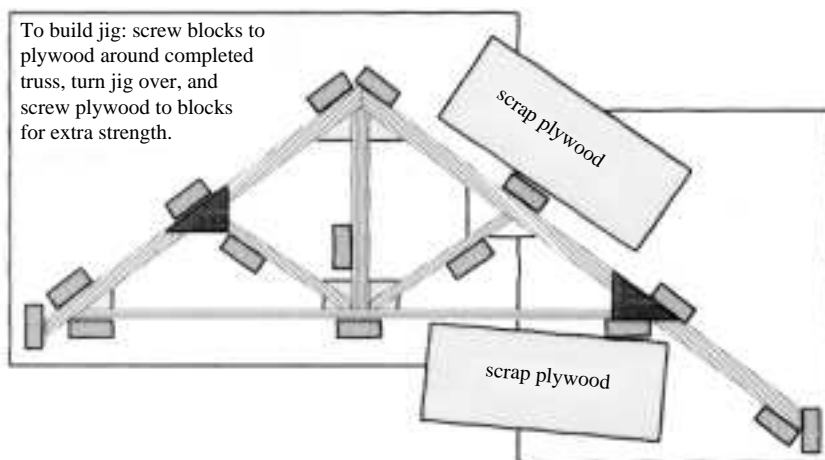 To build jig: screw blocks to
plywood around completed
truss, turn jig over, and
screw plywood to blocks
for extra strength.
scrap plywood
scrap plywood